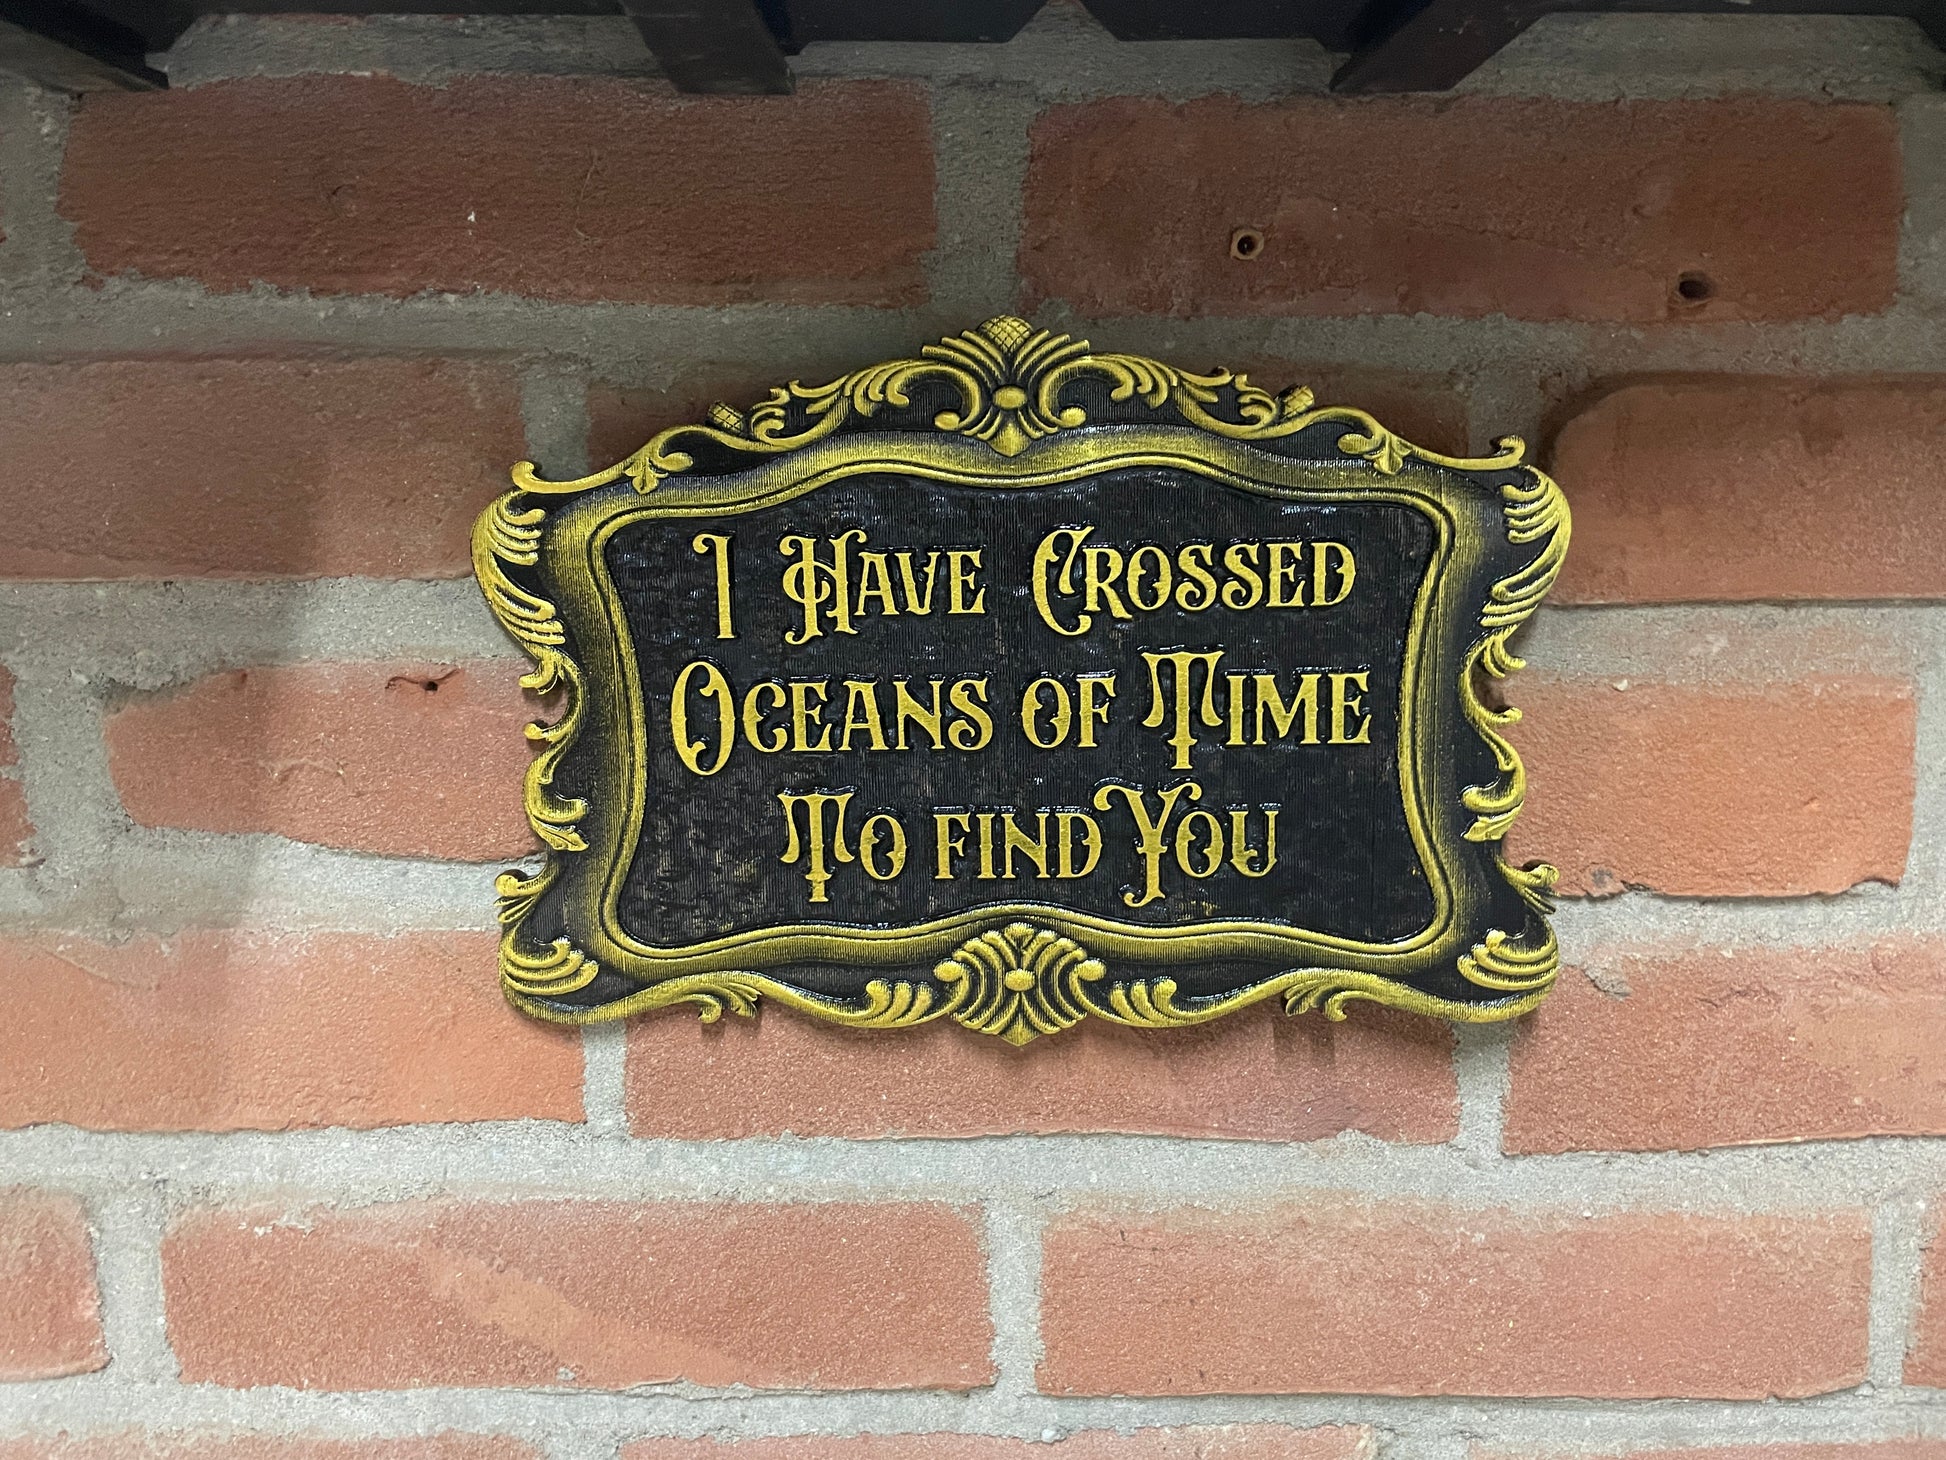 I Have Crossed
Oceans of Time
To find You